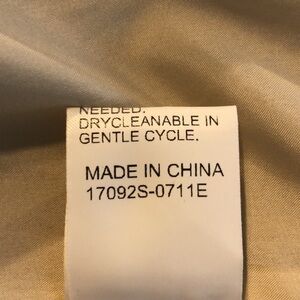 NEEDED.
DRYCLEANABLE IN
GENTLE CYCLE.
MADE IN CHINA
17092S-0711E